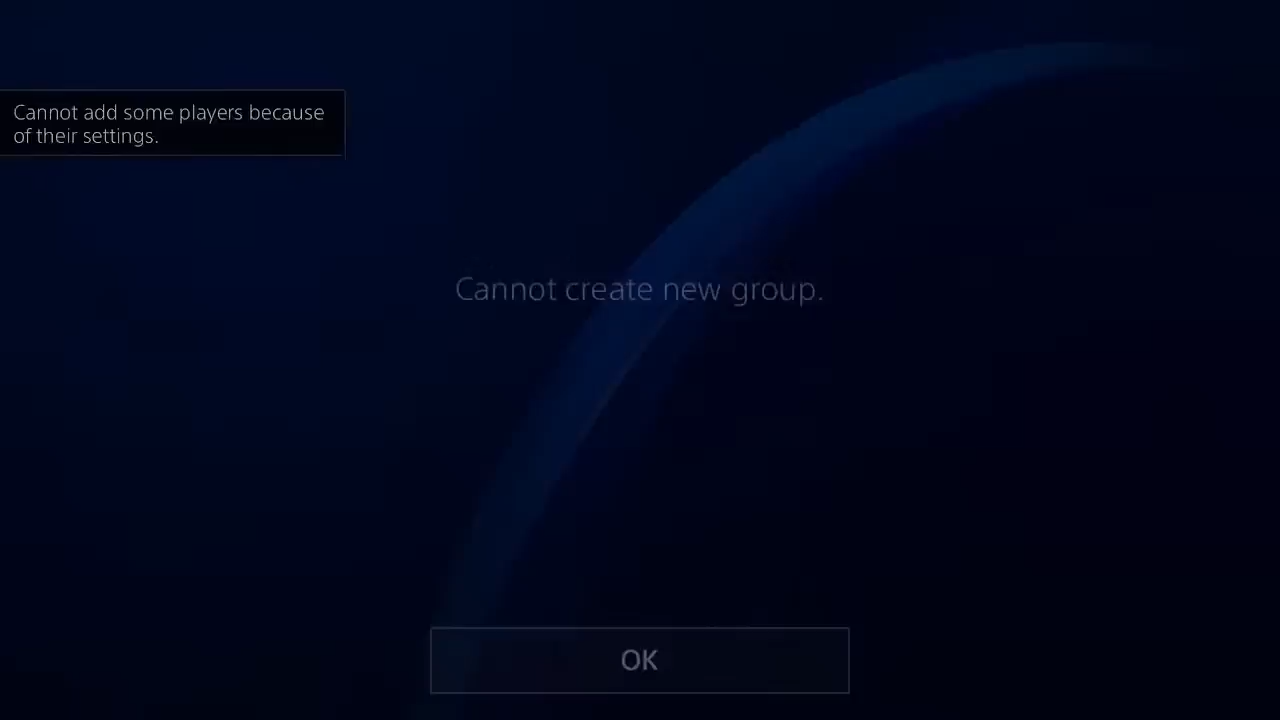 Cannot add some players because
of their settings.
Cannot create new group.
OK